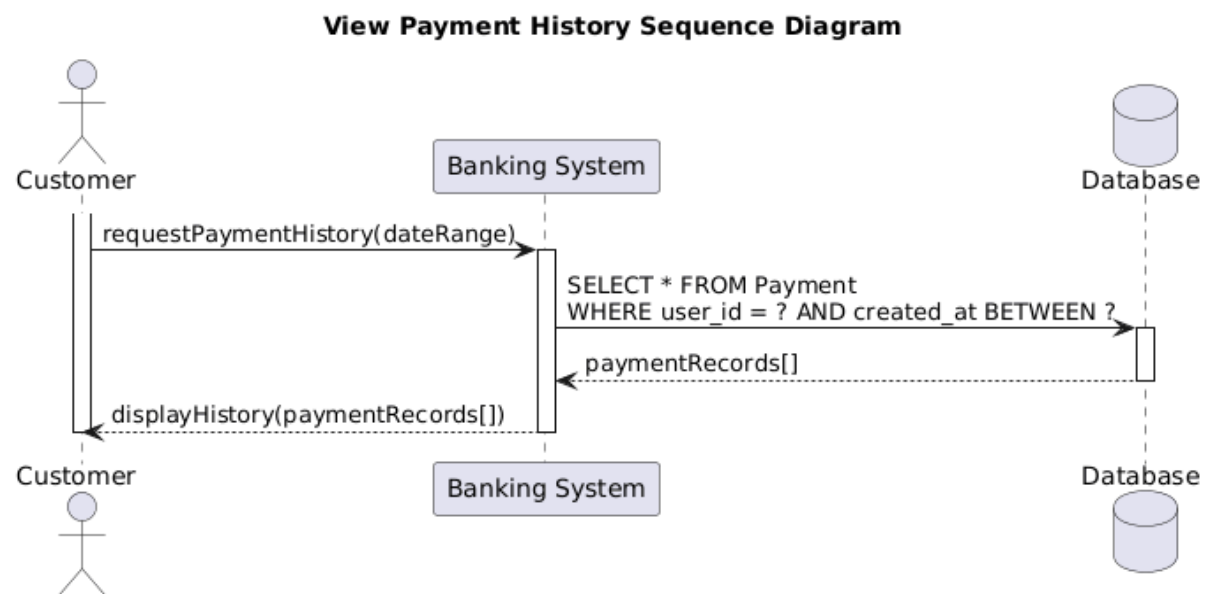 View Payment History Sequence Diagram
Customer
Banking System
Database
requestPaymentHistory(dateRange)
SELECT * FROM Payment
WHERE user_id = ? AND created_at BETWEEN ?
paymentRecords[]
displayHistory(paymentRecords[])
Customer
Banking System
Database